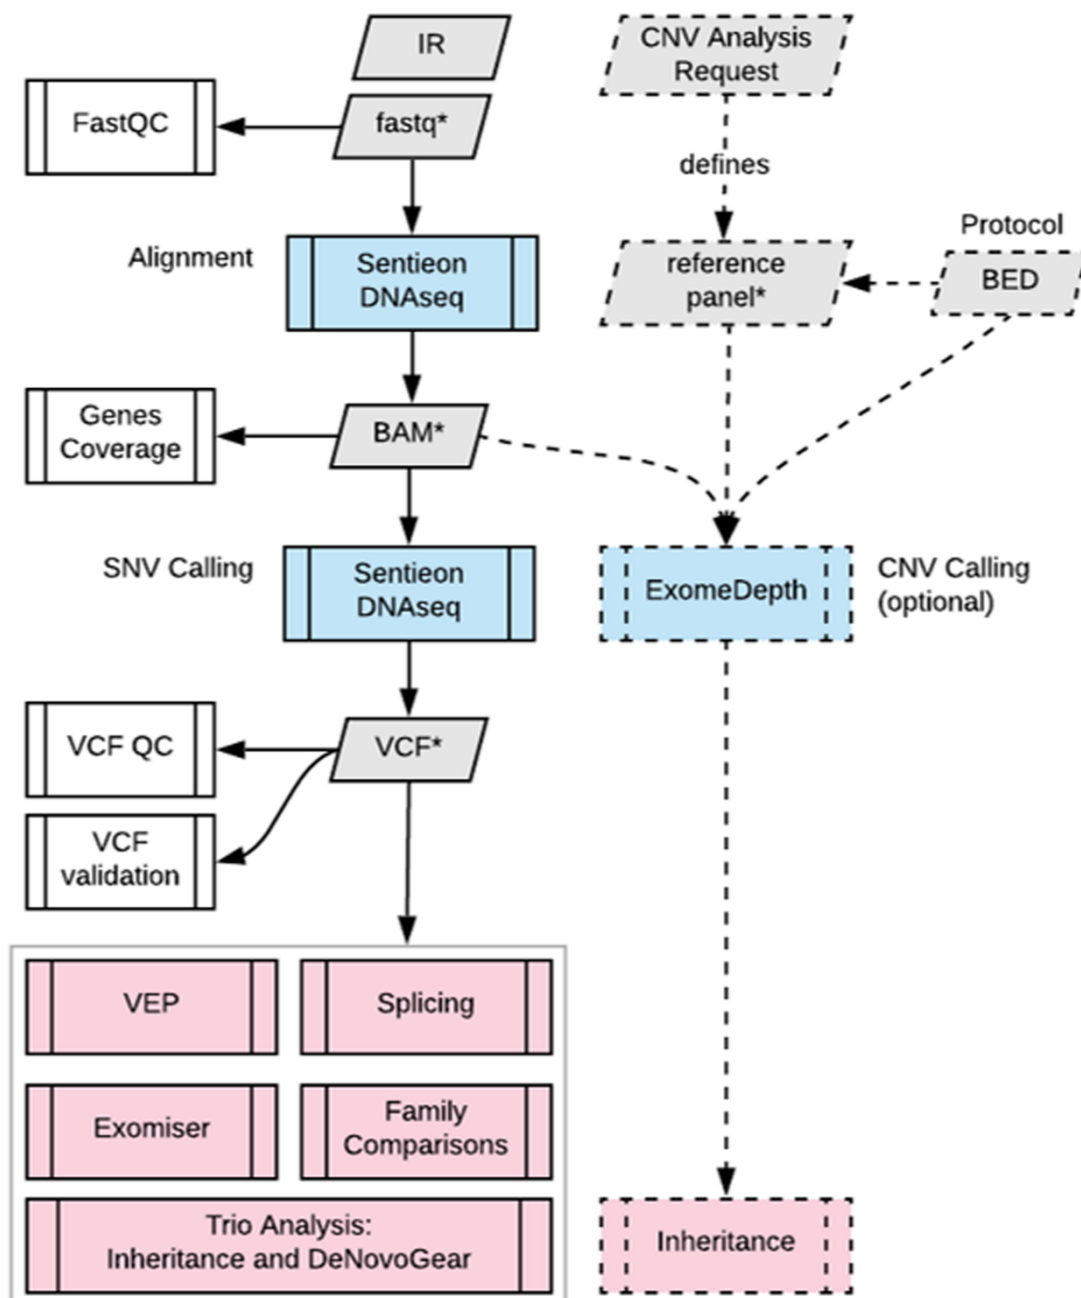 IR
CNV Analysis
Request
FastQC
fastq*
defines
Protocol
Alignment
Sentieon
DNAseq
reference
panel*
BED
Genes
Coverage
BAM*
SNV Calling
Sentieon
DNAseq
ExomeDepth
CNV Calling
(optional)
VCF QC
VCF*
VCF
validation
VEP
Splicing
Exomiser
Family
Comparisons
Trio Analysis:
Inheritance and DeNovoGear
Inheritance